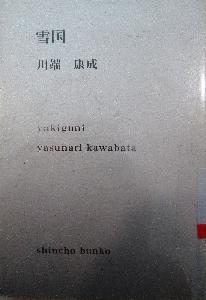 雪国
川端 康成
yukiguni
yasunari kawabata
shincho bunko